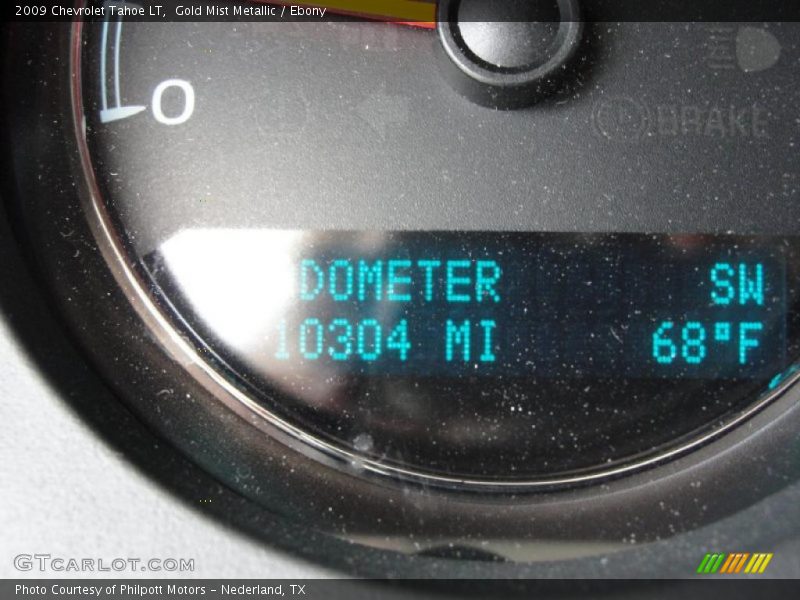 2009 Chevrolet Tahoe LT,  Gold Mist Metallic / Ebony
0
BRAKE
DOMETER SW
10304 MI 68°F
GTCARLOT.COM
Photo Courtesy of Philpott Motors - Nederland, TX